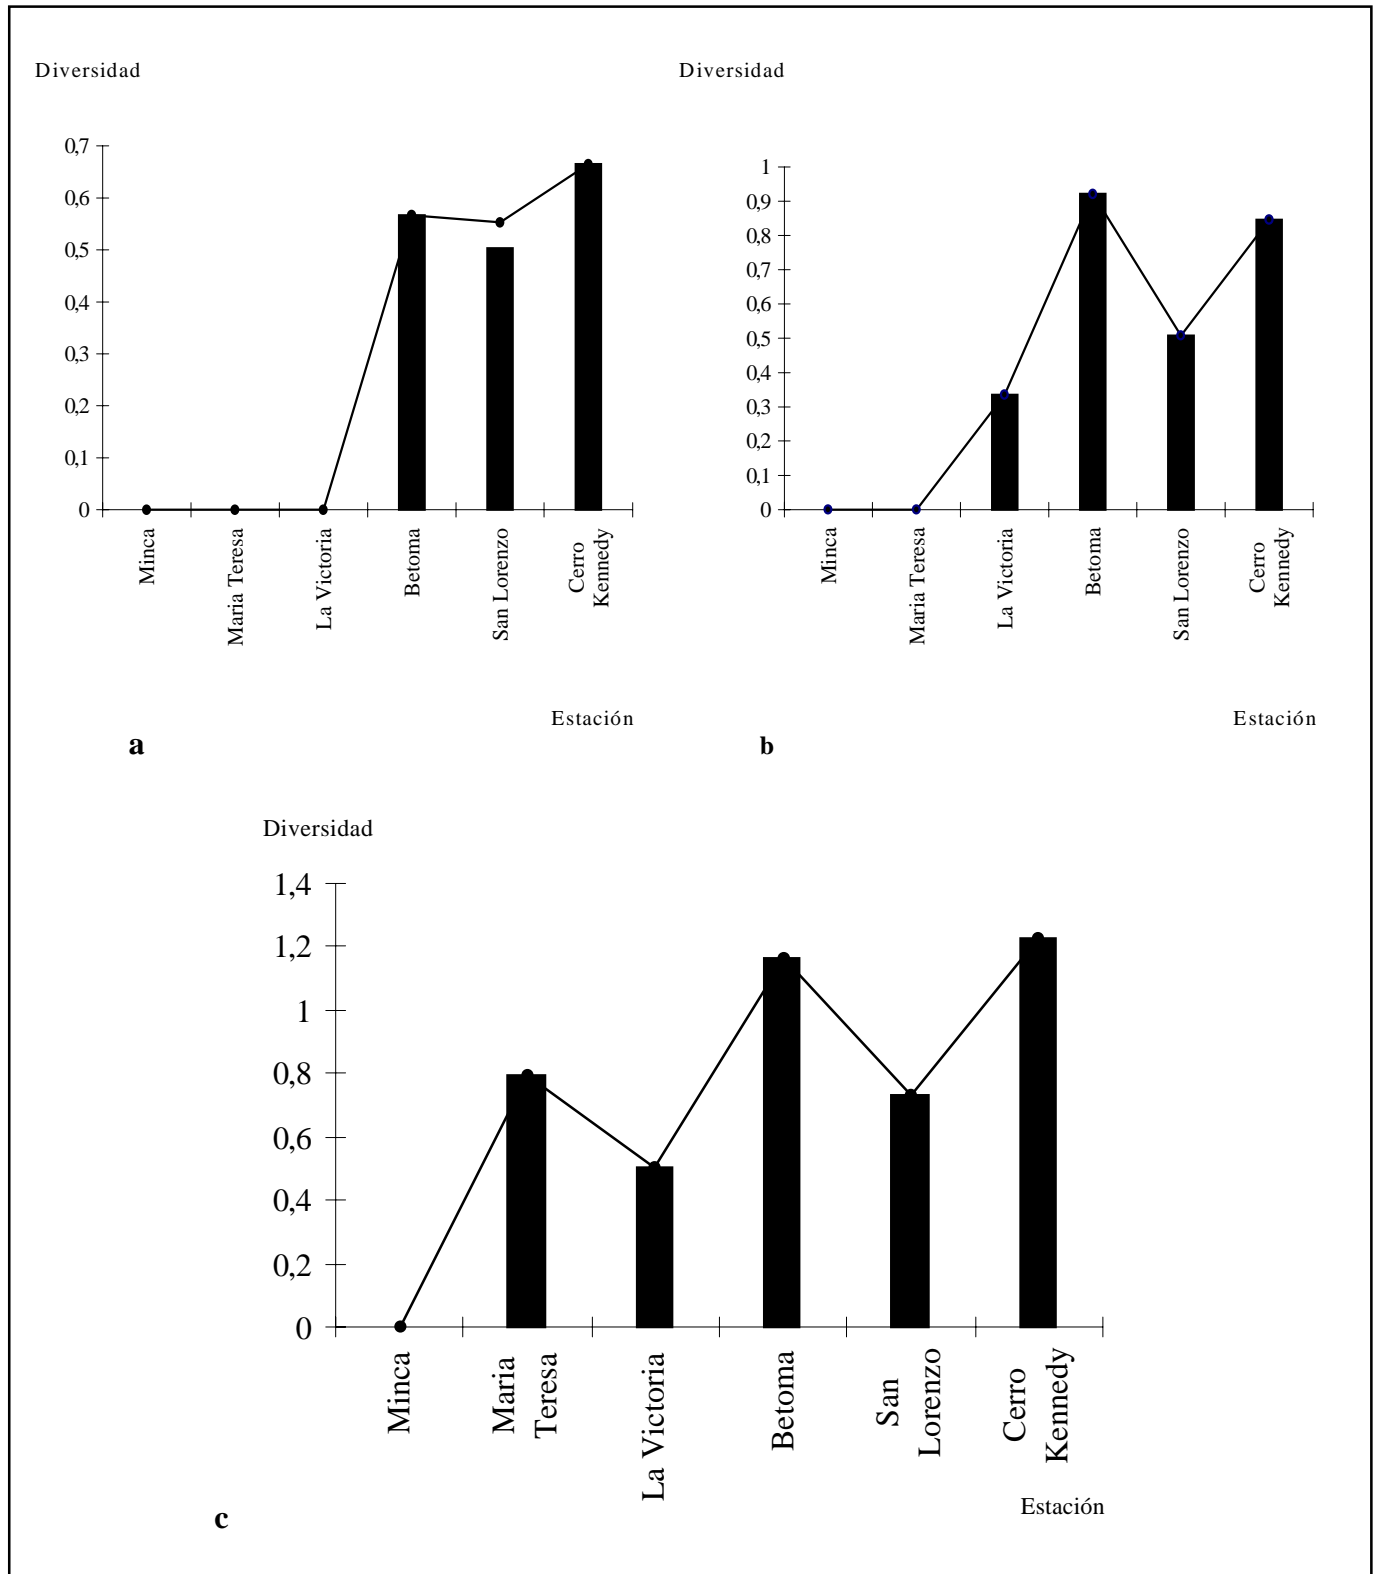 Diversidad
0,7
0,6
0,5
0,4
0,3
0,2
0,1
0
Minca
Maria Teresa
La Victoria
Betoma
San Lorenzo
Cerro
Kennedy
Estación
a
Diversidad
1
0,9
0,8
0,7
0,6
0,5
0,4
0,3
0,2
0,1
0
Minca
Maria Teresa
La Victoria
Betoma
San Lorenzo
Cerro
Kennedy
Estación
b
Diversidad
1,4
1,2
1
0,8
0,6
0,4
0,2
0
Minca
Maria
Teresa
La Victoria
Betoma
San
Lorenzo
Cerro
Kennedy
Estación
c